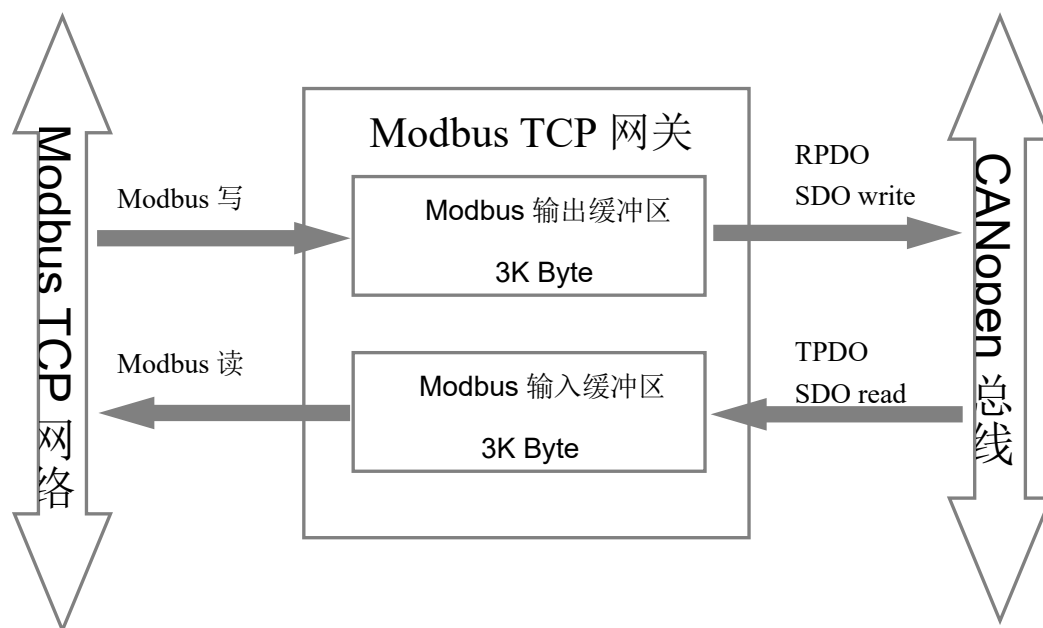 Modbus TCP 网络
Modbus TCP 网关
Modbus 写
Modbus 输出缓冲区
3K Byte
RPDO
SDO write
Modbus 读
Modbus 输入缓冲区
3K Byte
TPDO
SDO read
CANopen 总线